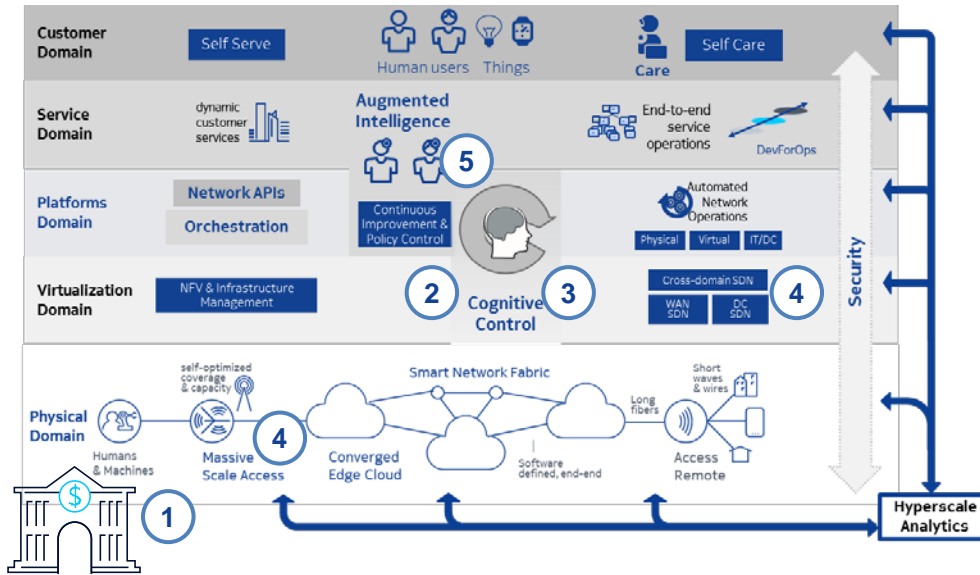 Customer
Domain
Self Serve
Human users
Things
Care
Self Care
Service
Domain
dynamic
customer
services
Augmented
Intelligence
5
End-to-end
service
operations
DevForOps
Platforms
Domain
Network APIs
Orchestration
Continuous
Improvement &
Policy Control
Automated
Network
Operations
Physical
Virtual
IT/DC
Security
Virtualization
Domain
NFV & Infrastructure
Management
2
Cognitive
Control
3
Cross-domain SDN
WAN
SDN
DC
SDN
4
Physical
Domain
Humans
& Machines
self-optimized
coverage
& capacity
Massive
Scale Access
4
Converged
Edge Cloud
Smart Network Fabric
Software
defined, end-end
Long
fibers
Short
waves
& wires
Access
Remote
$
1
Hyperscale
Analytics